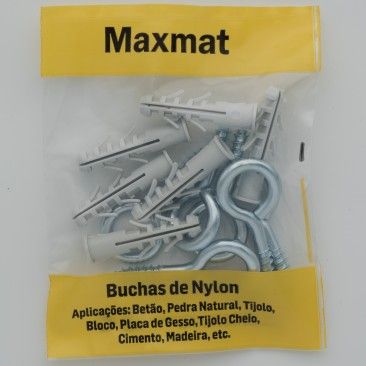 Maxmat
Buchas de Nylon
Aplicações: Betão, Pedra Natural, Tijolo,
Bloco, Placa de Gesso,Tijolo Cheio,
Cimento, Madeira, etc.